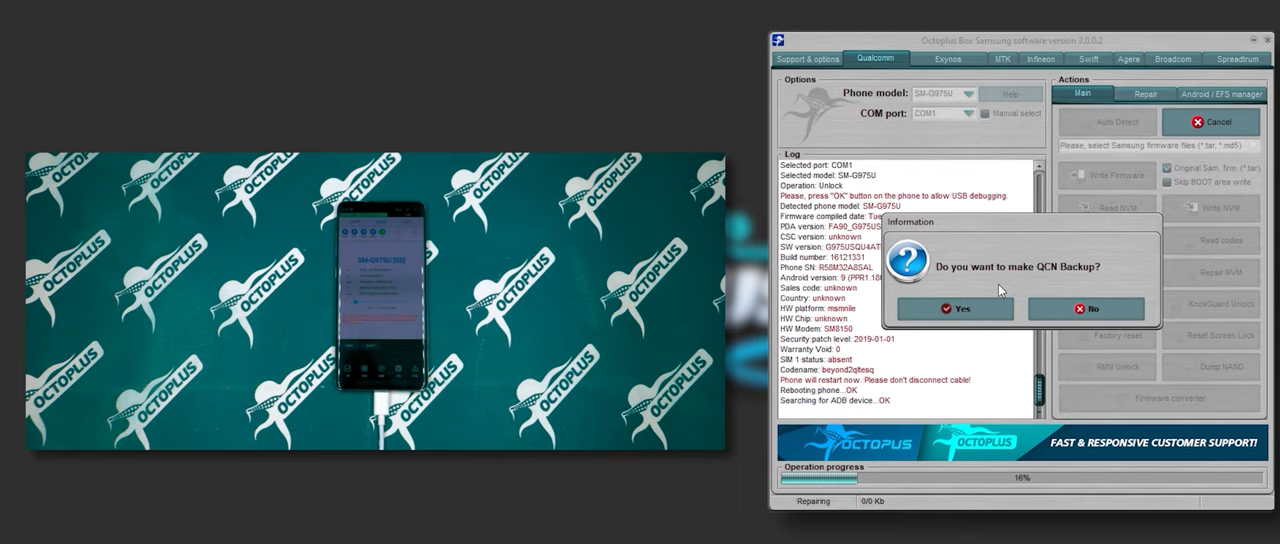 OCTOPLUS
SM-G975U [SS]
Octoplus Box Samsung software version 3.0.0.2
Support & options
Qualcomm
Exynos
MTK
Infineon
Swift
Agere
Broadcom
Spreadtrum
Options
Phone model:
SM-G975U
Help
COM port:
COM1
Manual select
Log
Selected port: COM1
Selected model: SM-G975U
Operation: Unlock
Please, press "OK" button on the phone to allow USB debugging.
Detected phone model: SM-G975U
Firmware compiled date: Tue
PDA version: FA90_G975US
CSC version: unknown
SW version: G975USQU4AT
Build number: 16121331
Phone SN: R58M32A8SAL
Android version: 9 (PPR1.18
Sales code: unknown
Country: unknown
HW platform: msmnile
HW Chip: unknown
HW Modem: SM8150
Security patch level: 2019-01-01
Warranty Void: 0
SIM 1 status: absent
Codename: beyond2qltesq
Phone will restart now. Please don't disconnect cable!
Rebooting phone...OK
Searching for ADB device...OK
Information
Do you want to make QCN Backup?
Yes
No
Actions
Main
Repair
Android / EFS manager
Auto Detect
Cancel
Please, select Samsung firmware files (*.tar, *.md5)
Write Firmware
Original Sam. firm. (*.tar)
Skip BOOT area write
Read NVM
Write NVM
Read codes
Repair NVM
KnoxGuard Unlock
Factory reset
Reset Screen Lock
RMM Unlock
Dump NAND
Firmware converter
OCTOPUS
OCTOPLUS
FAST & RESPONSIVE CUSTOMER SUPPORT!
Operation progress
16%
Repairing
0/0 Kb